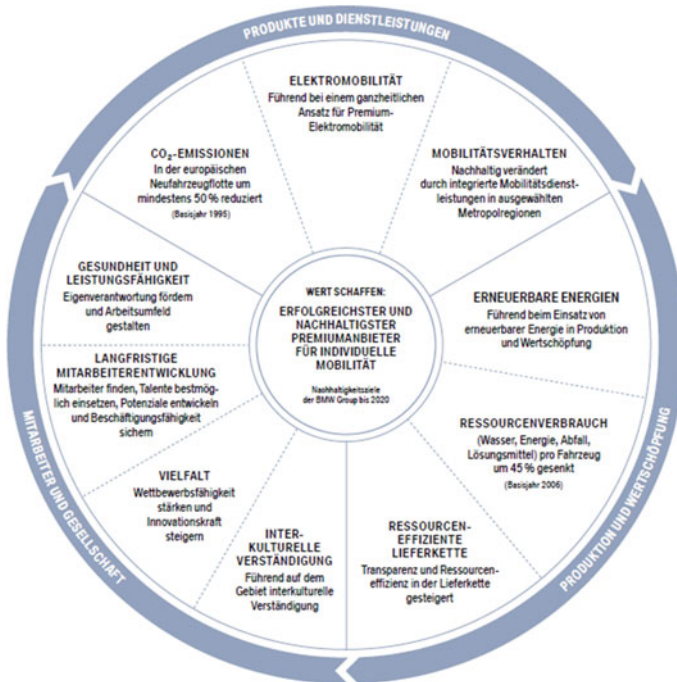 PRODUKTE UND DIENSTLEISTUNGEN
ELEKTROMOBILITÄT
Führend bei einem ganzheitlichen
Ansatz für Premium-
Elektromobilität
MOBILITÄTSVERHALTEN
Nachhaltig verändert
durch integrierte Mobilitätsdienst-
leistungen in ausgewählten
Metropolregionen
ERNEUERBARE ENERGIEN
Führend beim Einsatz von
erneuerbarer Energie in Produktion
und Wertschöpfung
RESSOURCENVERBRAUCH
(Wasser, Energie, Abfall,
Lösungsmittel) pro Fahrzeug
um 45 % gesenkt
(Basisjahr 2006)
PRODUKTION UND WERTSCHÖPFUNG
RESSOURCEN-
EFFIZIENTE
LIEFERKETTE
Transparenz und Ressourcen-
effizienz in der Lieferkette
gesteigert
INTER-
KULTURELLE
VERSTÄNDIGUNG
Führend auf dem
Gebiet interkulturelle
Verständigung
VIELFALT
Wettbewerbsfähigkeit
stärken und
Innovationskraft
steigern
LANGFRISTIGE
MITARBEITERENTWICKLUNG
Mitarbeiter finden, Talente bestmög-
lich einsetzen, Potenziale entwickeln
und Beschäftigungsfähigkeit
sichern
GESUNDHEIT UND
LEISTUNGSFÄHIGKEIT
Eigenverantwortung fördern
und Arbeitsumfeld
gestalten
MITARBEITER UND GESELLSCHAFT
CO₂-EMISSIONEN
In der europäischen
Neufahrzeugflotte um
mindestens 50 % reduziert
(Basisjahr 1995)
WERT SCHAFFEN:
ERFOLGREICHSTER UND
NACHHALTIGSTER
PREMIUMANBIETER
FÜR INDIVIDUELLE
MOBILITÄT
Nachhaltigkeitsziele
der BMW Group bis 2020